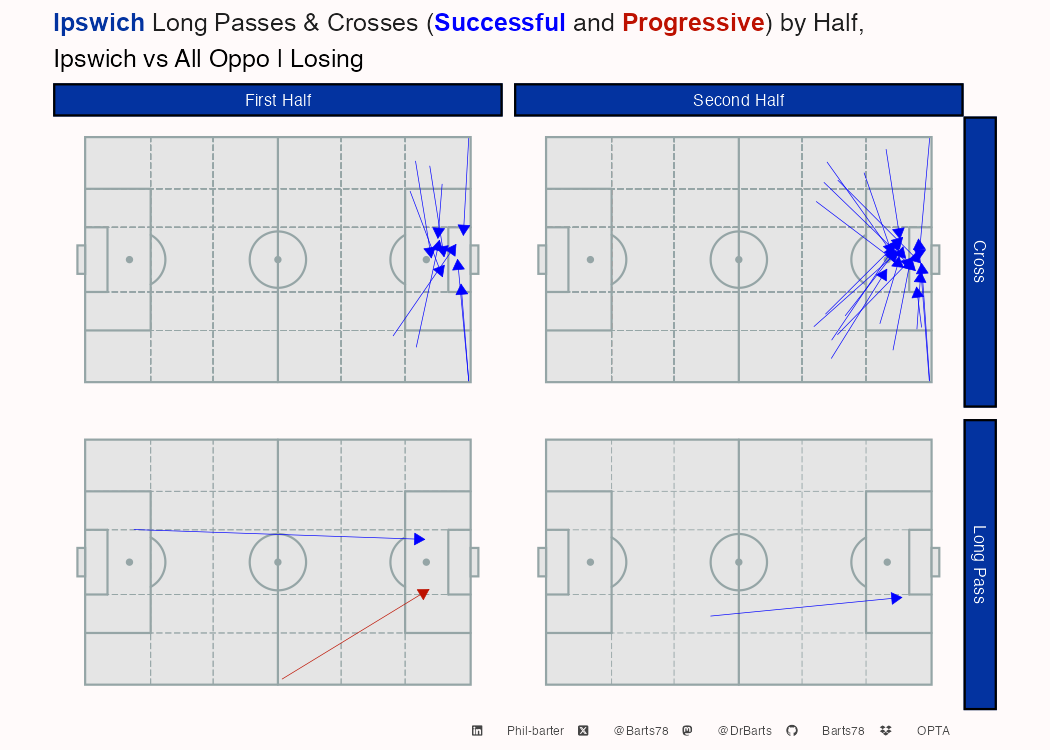 Ipswich Long Passes & Crosses (Successful and Progressive) by Half,
Ipswich vs All Oppo | Losing
First Half
Second Half
Cross
Long Pass
Phil-barter @Barts78 @DrBarts Barts78 OPTA